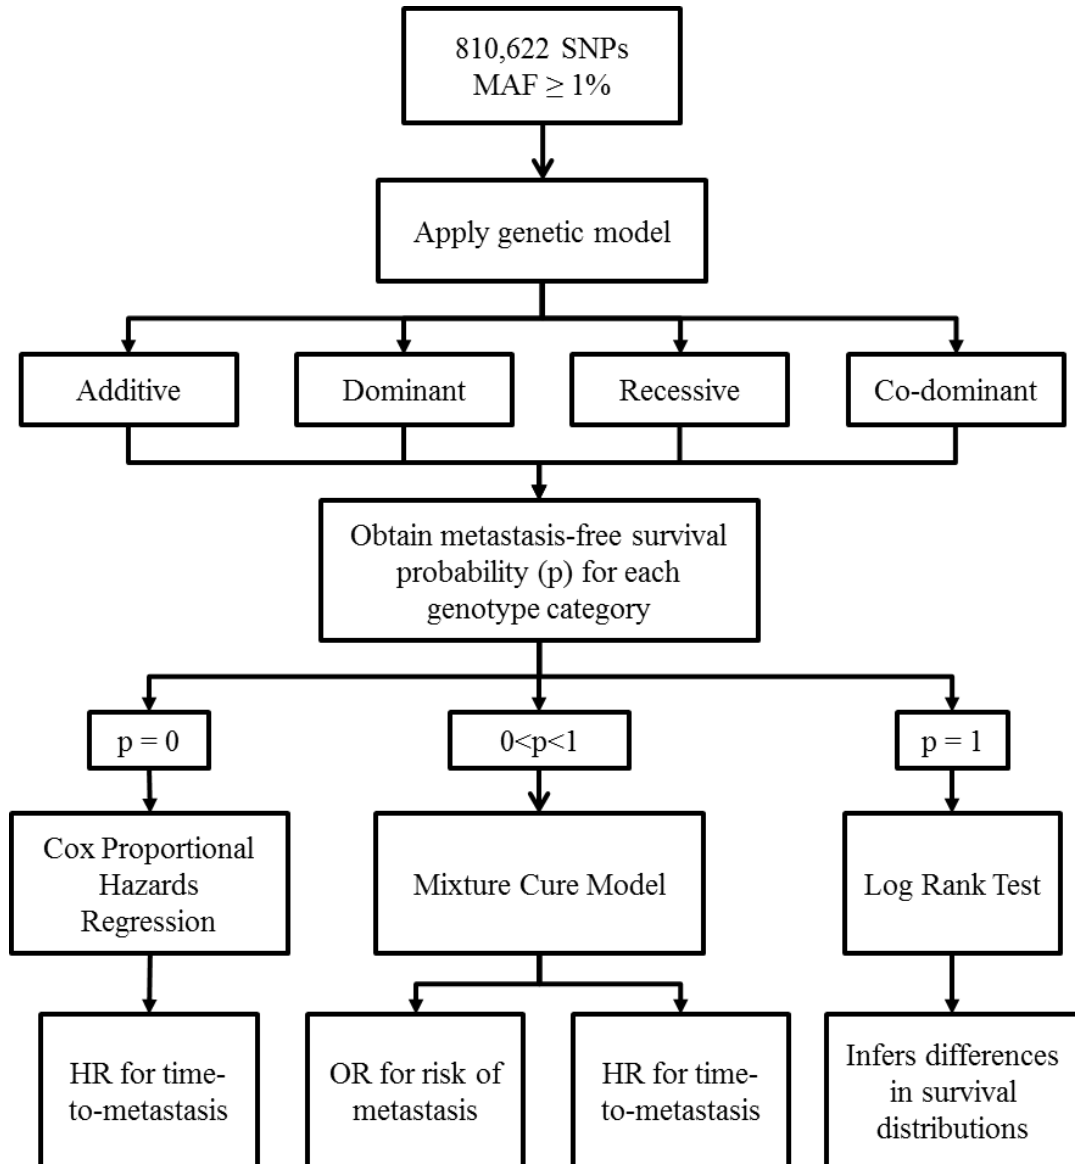 810,622 SNPs
MAF ≥ 1%
Apply genetic model
Additive
Dominant
Recessive
Co-dominant
Obtain metastasis-free survival
probability (p) for each
genotype category
p = 0
0<p<1
p = 1
Cox Proportional
Hazards
Regression
Mixture Cure Model
Log Rank Test
HR for time-
to-metastasis
OR for risk of
metastasis
HR for time-
to-metastasis
Infers differences
in survival
distributions